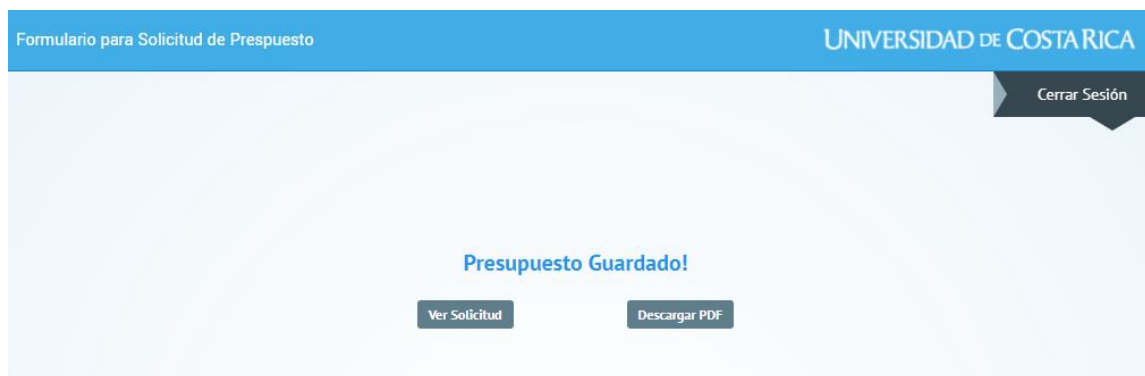 Formulario para Solicitud de Prespuesto
UNIVERSIDAD DE COSTA RICA
Cerrar Sesión
Presupuesto Guardado!
Ver Solicitud
Descargar PDF